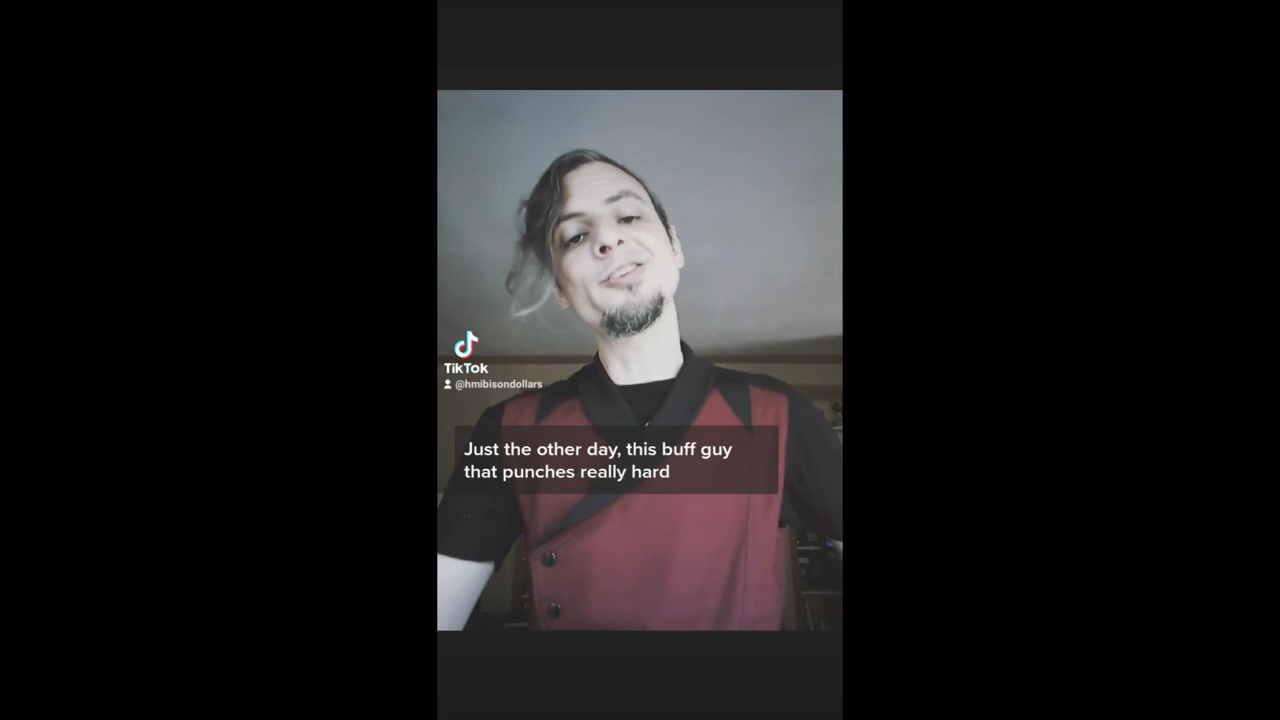 TikTok
@hmibisondollars
Just the other day, this buff guy
that punches really hard